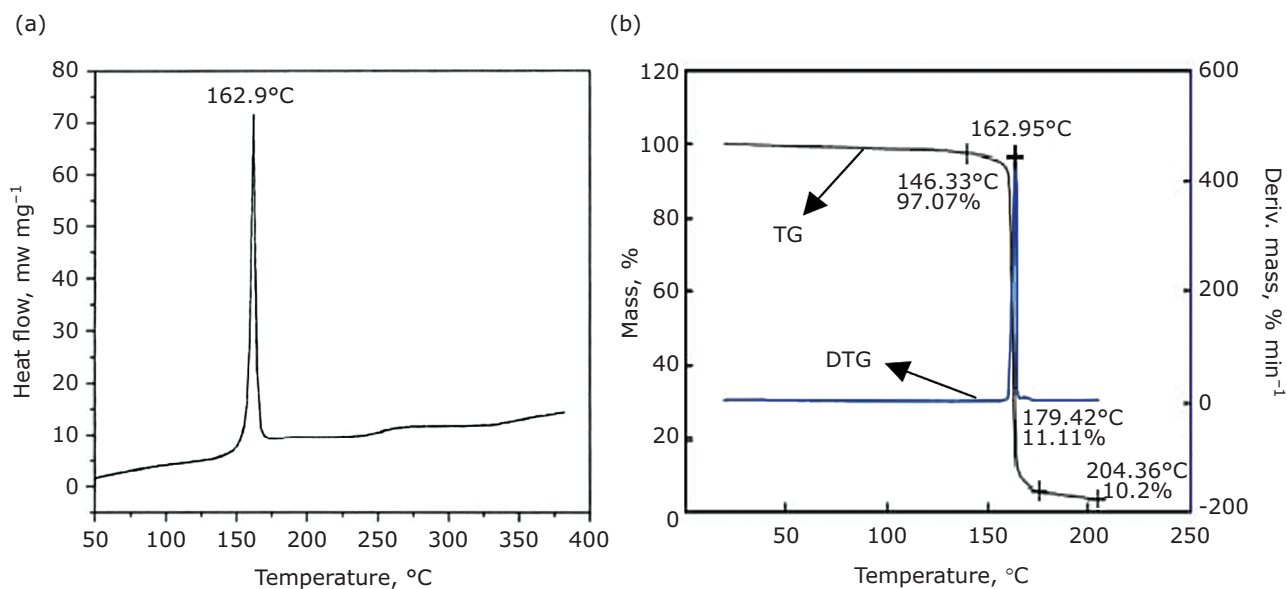 (a)
80
70
60
50
40
30
20
10
0
Heat flow, mw mg⁻¹
162.9°C
50 100 150 200 250 300 350 400
Temperature, °C
(b)
120
100
80
60
40
20
0
Mass, %
162.95°C
146.33°C
97.07%
TG
DTG
179.42°C
11.11%
204.36°C
10.2%
600
400
200
0
-200
Deriv. mass, % min⁻¹
0 50 100 150 200 250
Temperature, °C